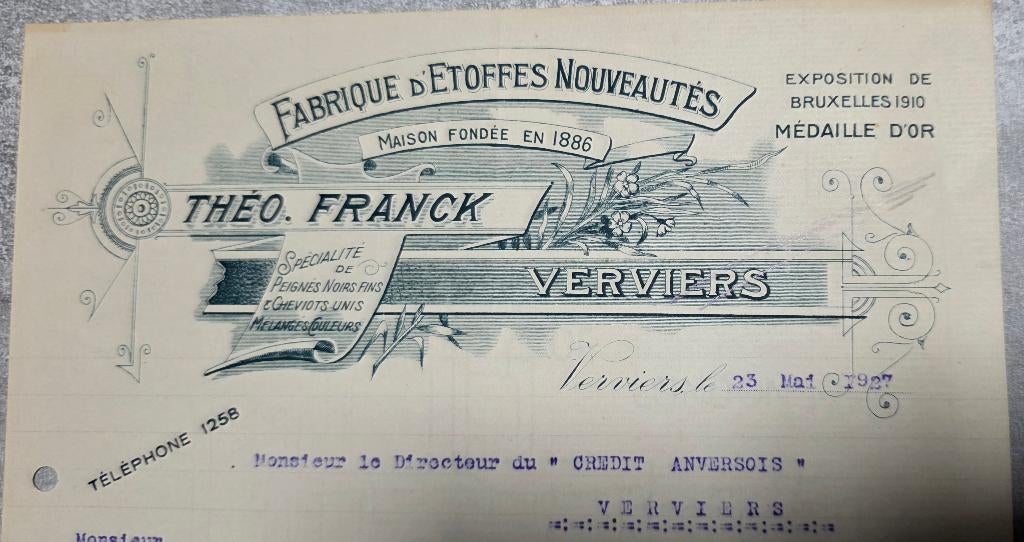 FABRIQUE D'ETOFFES NOUVEAUTÉS
MAISON FONDÉE EN 1886
EXPOSITION DE
BRUXELLES 1910
MÉDAILLE D'OR
THÉO. FRANCK
SPÉCIALITÉ
DE
PEIGNÉS NOIRS FINS
& CHEVIOTS UNIS
MÉLANGES COULEURS
VERVIERS
Verviers, le 23 Mai 1927
TÉLÉPHONE 1258
Monsieur le Directeur du " CREDIT ANVERSOIS "
VERVIERS
Monsieur